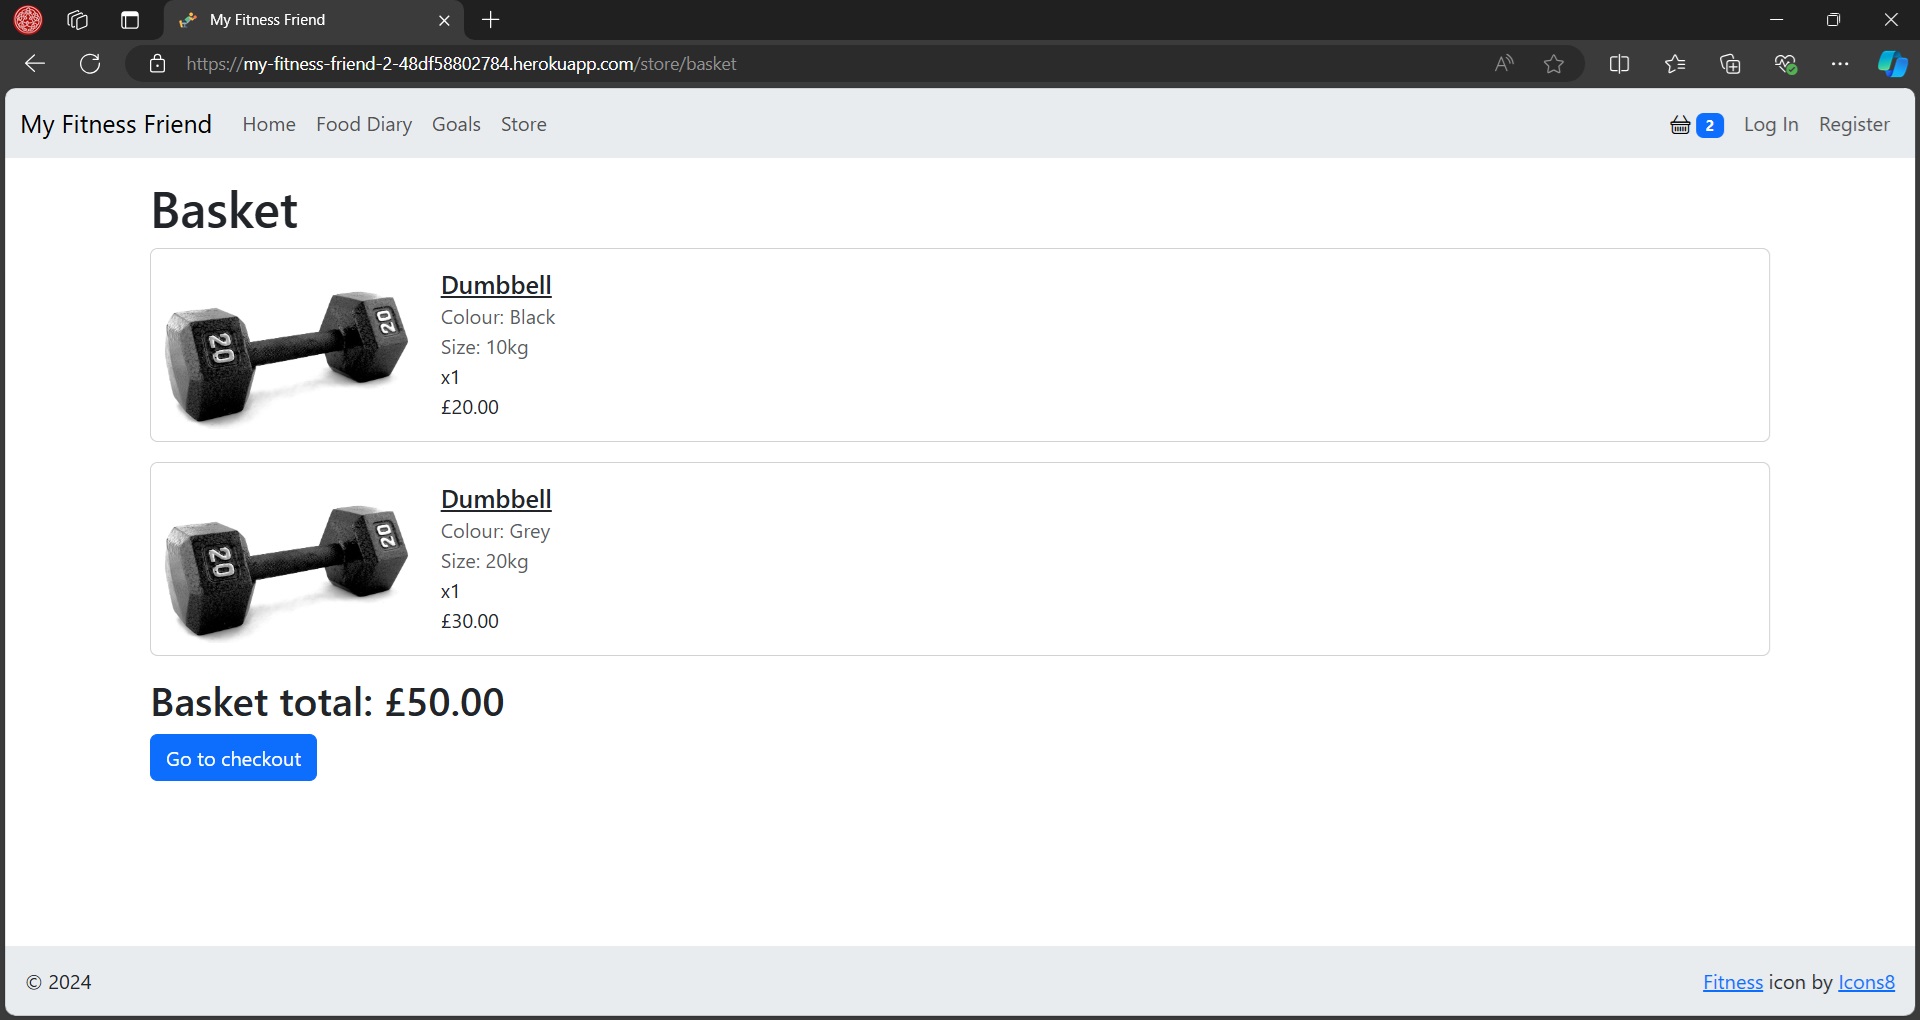 My Fitness Friend
https://my-fitness-friend-2-48df58802784.herokuapp.com/store/basket
My Fitness Friend Home Food Diary Goals Store 2 Log In Register
Basket
20 20
Dumbbell
Colour: Black
Size: 10kg
x1
£20.00
20 20
Dumbbell
Colour: Grey
Size: 20kg
x1
£30.00
Basket total: £50.00
Go to checkout
© 2024 Fitness icon by Icons8